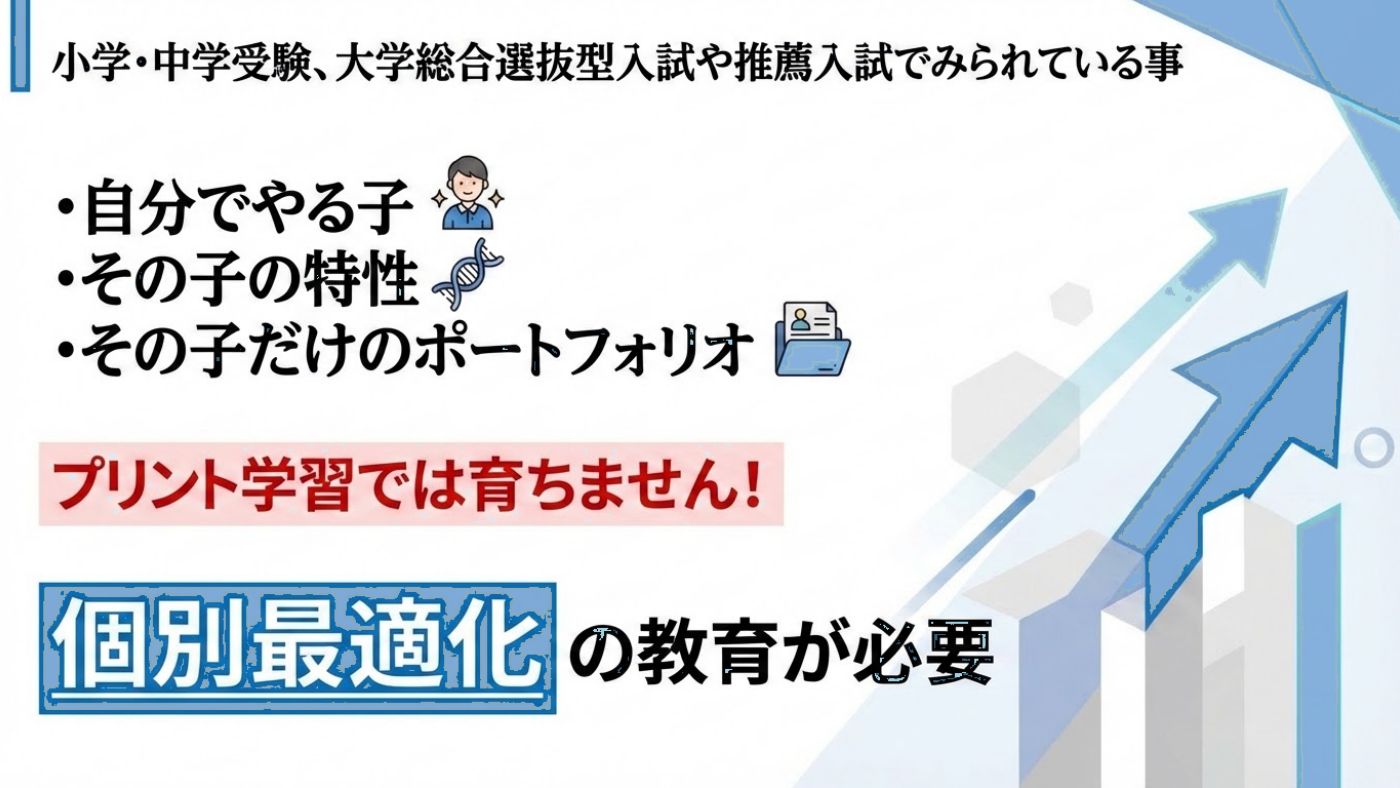 小学・中学受験、大学総合選抜型入試や推薦入試でみられている事
・自分でやる子
・その子の特性
・その子だけのポートフォリオ
プリント学習では育ちません！
個別最適化の教育が必要